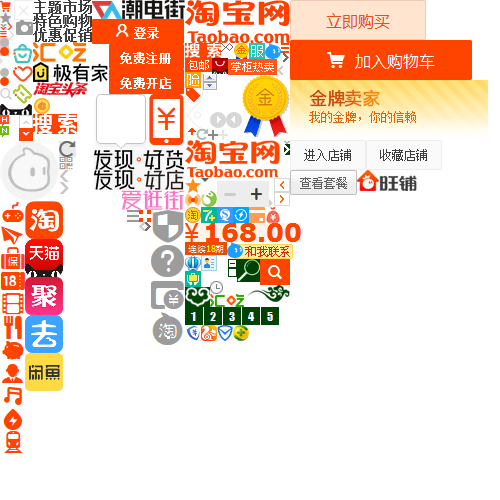 主题市场
特色购物
优惠促销
潮电街
淘宝网
Taobao.com
立即购买
登录
搜索
免费注册
包邮
掌柜热卖
加入购物车
汇
极有家
淘宝头条
免费开店
金
金牌卖家
我的金牌，你的信赖
H
N
搜索
发现·好货
发现·好店
淘宝网
Taobao.com
进入店铺
收藏店铺
爱逛街
查看套餐
旺铺
淘
¥168.00
连续18期
和我联系
天猫
保
18
聚
汇
1 2 3 4 5
去
淘
闲鱼